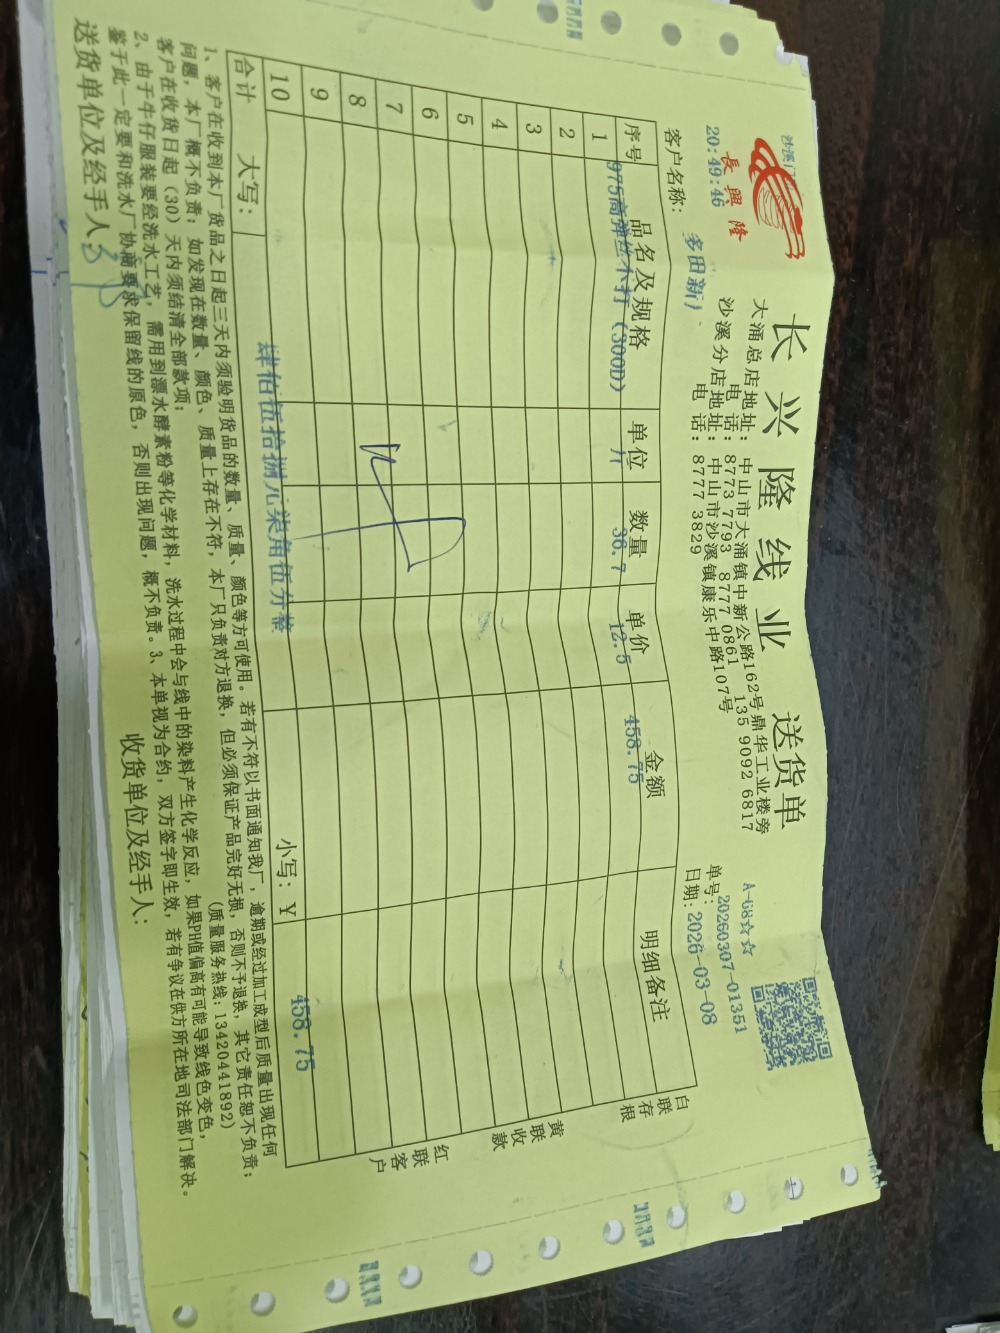 长兴隆线业 送货单
沙溪门
長興隆
20:49:46
大涌总店地址: 中山市大涌镇中新公路162号鼎华工业楼旁
电话: 8773 7793 8777 0861 135 9092 6817
沙溪分店地址: 中山市沙溪镇康乐中路107号
电话: 8777 3829
A-G8☆☆
单号: 20260307-01351
客户名称: 多田新)
日期: 2026-03-08
序号 品名及规格 单位 数量 单价 金额 明细备注
1 975高弹丝不打(300D) 斤 36.7 12.5 458.75
2
3
4
5
6
7
8
9
10
合计 大写: 肆佰伍拾捌元柒角伍分整 小写: ¥ 458.75
白联存根
黄联收款
红联客户
1、客户在收到本厂货品之日起三天内须验明货品的数量、质量、颜色等方可使用。若有不符以书面通知我厂，逾期或经过加工成型后质量出现任何
问题，本厂概不负责；如发现在数量、颜色、质量上存在不符，本厂只负责对方退换，但必须保证产品完好无损，否则不予退换，其它责任恕不负责；
客户在收货日起(30)天内须结清全部款项； (质量服务热线: 13420441892)
2、由于牛仔服装要经洗水工艺，需用到漂水酵素粉等化学材料，洗水过程中会与线中的染料产生化学反应，如果PH值偏高有可能导致线色变色，
鉴于此一定要和洗水厂协商要求保留线的原色，否则出现问题，概不负责。3、本单视为合约，双方签字即生效，若有争议在供方所在地司法部门解决。
送货单位及经手人: 收货单位及经手人: